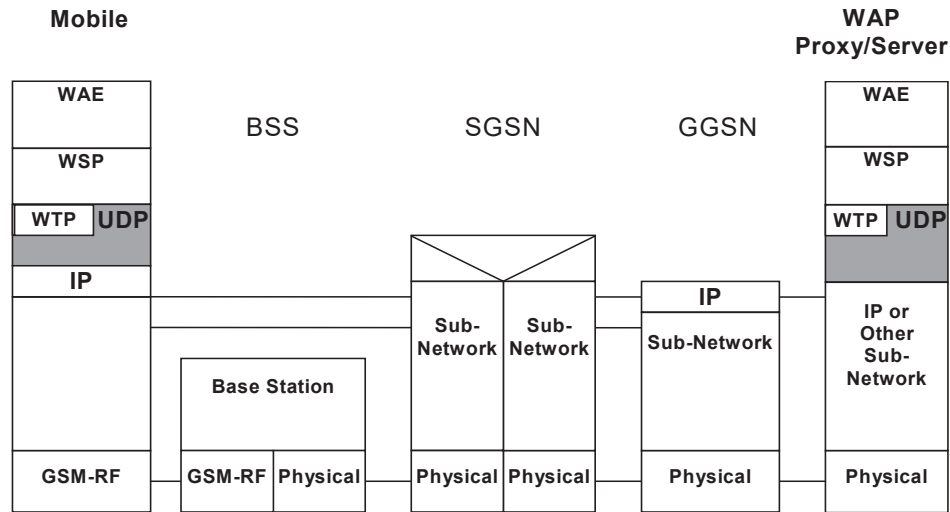 Mobile
WAP
Proxy/Server
WAE
WAE
BSS
SGSN
GGSN
WSP
WSP
WTP
UDP
WTP
UDP
IP
IP
Sub-
Network
Sub-
Network
Sub-Network
IP or
Other
Sub-
Network
Base Station
GSM-RF
GSM-RF
Physical
Physical
Physical
Physical
Physical